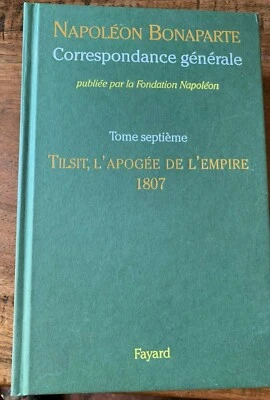 NAPOLÉON BONAPARTE
Correspondance générale
publiée par la Fondation Napoléon
Tome septième
TILSIT, L'APOGÉE DE L'EMPIRE
1807
Fayard